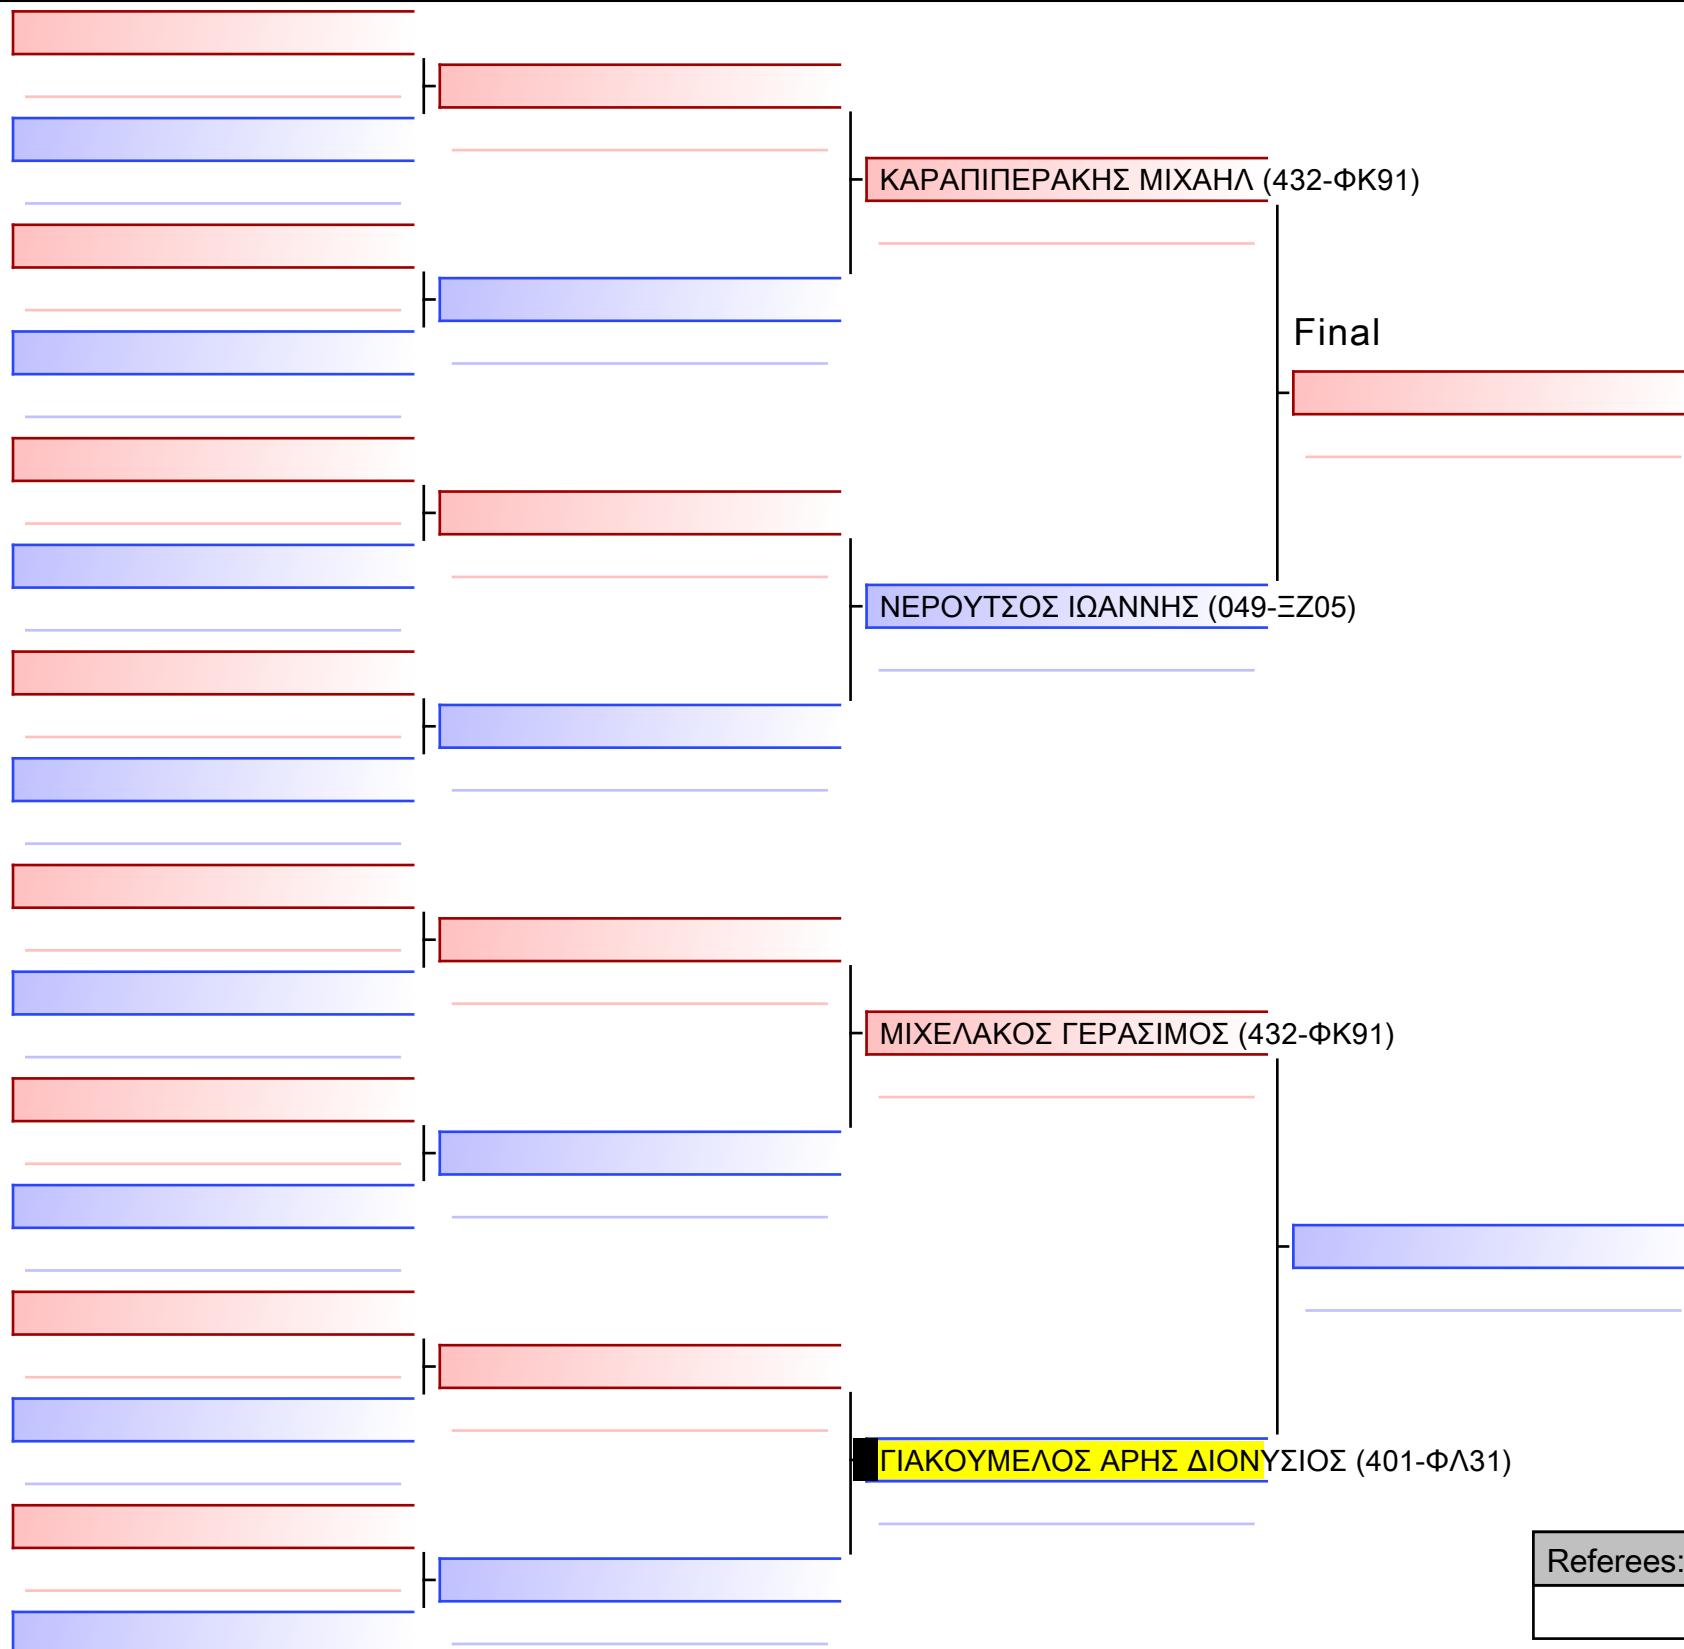 ΚΑΡΑΠΙΠΕΡΑΚΗΣ ΜΙΧΑΗΛ (432-ΦΚ91)
Final
ΝΕΡΟΥΤΣΟΣ ΙΩΑΝΝΗΣ (049-ΞΖ05)
ΜΙΧΕΛΑΚΟΣ ΓΕΡΑΣΙΜΟΣ (432-ΦΚ91)
ΓΙΑΚΟΥΜΕΛΟΣ ΑΡΗΣ ΔΙΟΝΥΣΙΟΣ (401-ΦΛ31)
Referees: